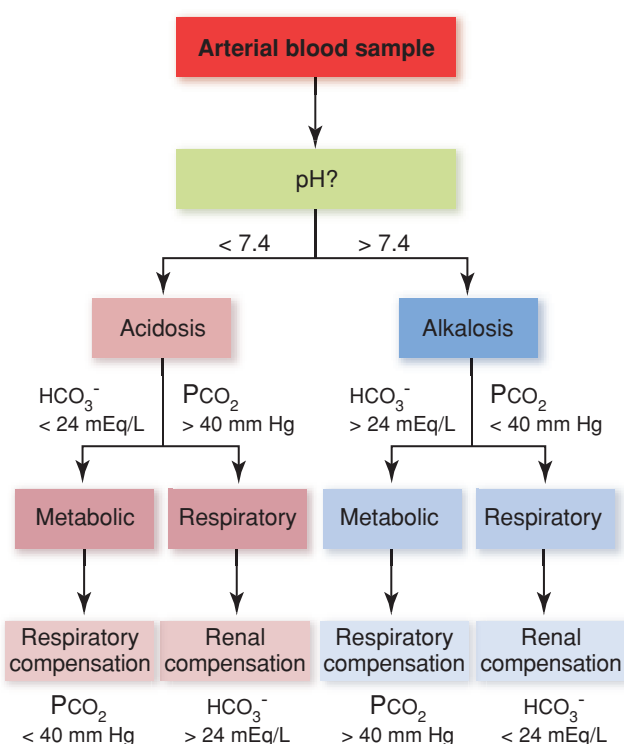 Arterial blood sample
pH?
< 7.4 > 7.4
Acidosis Alkalosis
HCO₃⁻ PCO₂ HCO₃⁻ PCO₂
< 24 mEq/L > 40 mm Hg > 24 mEq/L < 40 mm Hg
Metabolic Respiratory Metabolic Respiratory
Respiratory Renal Respiratory Renal
compensation compensation compensation compensation
PCO₂ HCO₃⁻ PCO₂ HCO₃⁻
< 40 mm Hg > 24 mEq/L > 40 mm Hg < 24 mEq/L